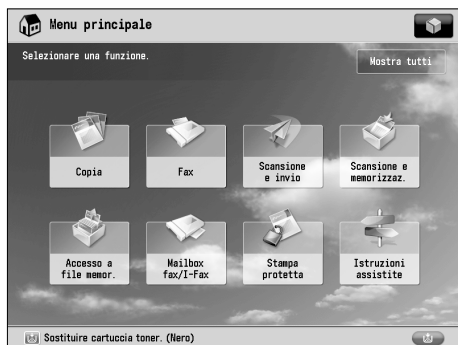 Menu principale
Selezionare una funzione.
Mostra tutti
Copia
Fax
Scansione
e invio
Scansione e
memorizzaz.
Accesso a
file memor.
Mailbox
fax/I-Fax
Stampa
protetta
Istruzioni
assistite
Sostituire cartuccia toner. (Nero)